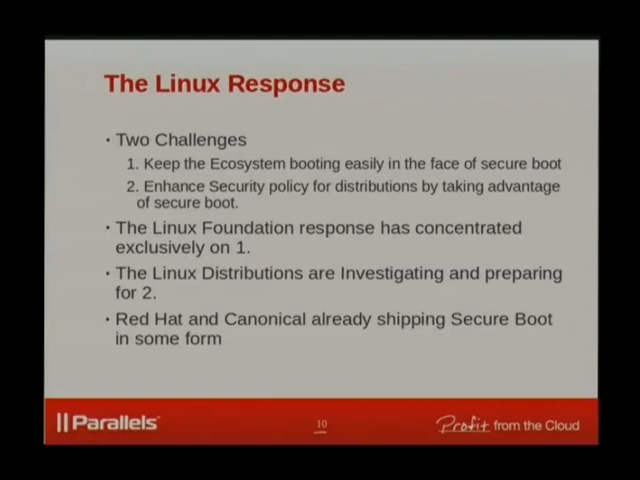 The Linux Response
• Two Challenges
1. Keep the Ecosystem booting easily in the face of secure boot
2. Enhance Security policy for distributions by taking advantage
of secure boot.
• The Linux Foundation response has concentrated
exclusively on 1.
• The Linux Distributions are Investigating and preparing
for 2.
• Red Hat and Canonical already shipping Secure Boot
in some form
Parallels
10
Profit from the Cloud